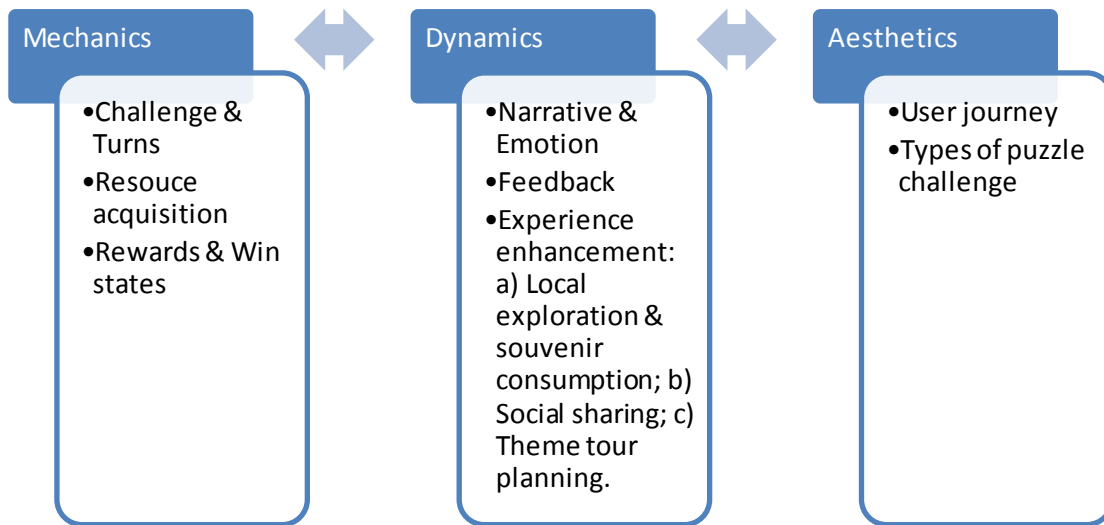 Mechanics
•Challenge &
Turns
•Resouce
acquisition
•Rewards & Win
states
Dynamics
•Narrative &
Emotion
•Feedback
•Experience
enhancement:
a) Local
exploration &
souvenir
consumption; b)
Social sharing; c)
Theme tour
planning.
Aesthetics
•User journey
•Types of puzzle
challenge